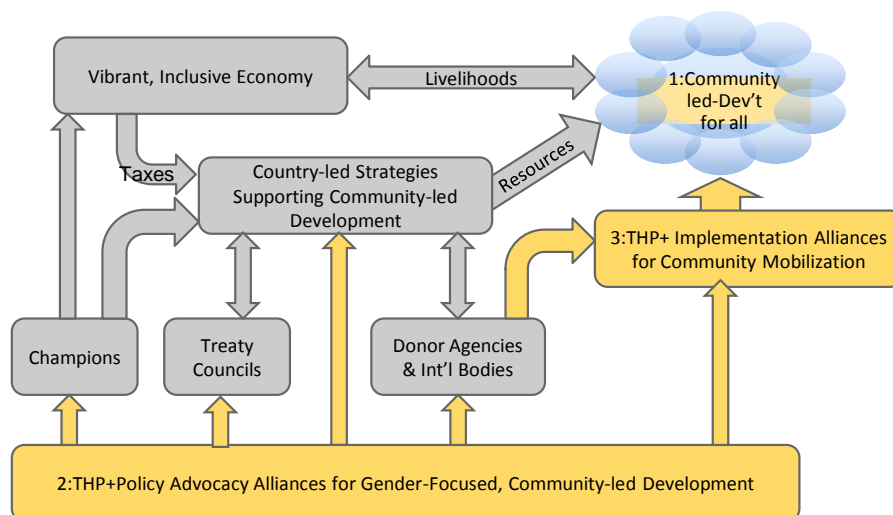 Vibrant, Inclusive Economy
Livelihoods
1:Community
led-Dev't
for all
Taxes
Country-led Strategies
Supporting Community-led
Development
Resources
3:THP+ Implementation Alliances
for Community Mobilization
Champions
Treaty
Councils
Donor Agencies
& Int'l Bodies
2:THP+Policy Advocacy Alliances for Gender-Focused, Community-led Development